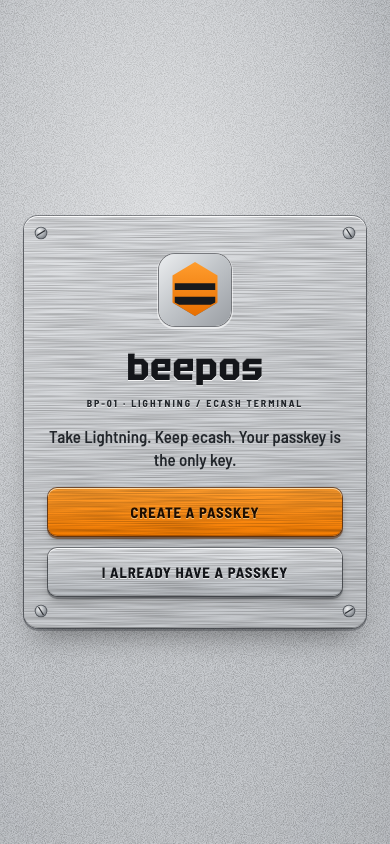 beepos
BP-01 · LIGHTNING / ECASH TERMINAL
Take Lightning. Keep ecash. Your passkey is
the only key.
CREATE A PASSKEY
I ALREADY HAVE A PASSKEY